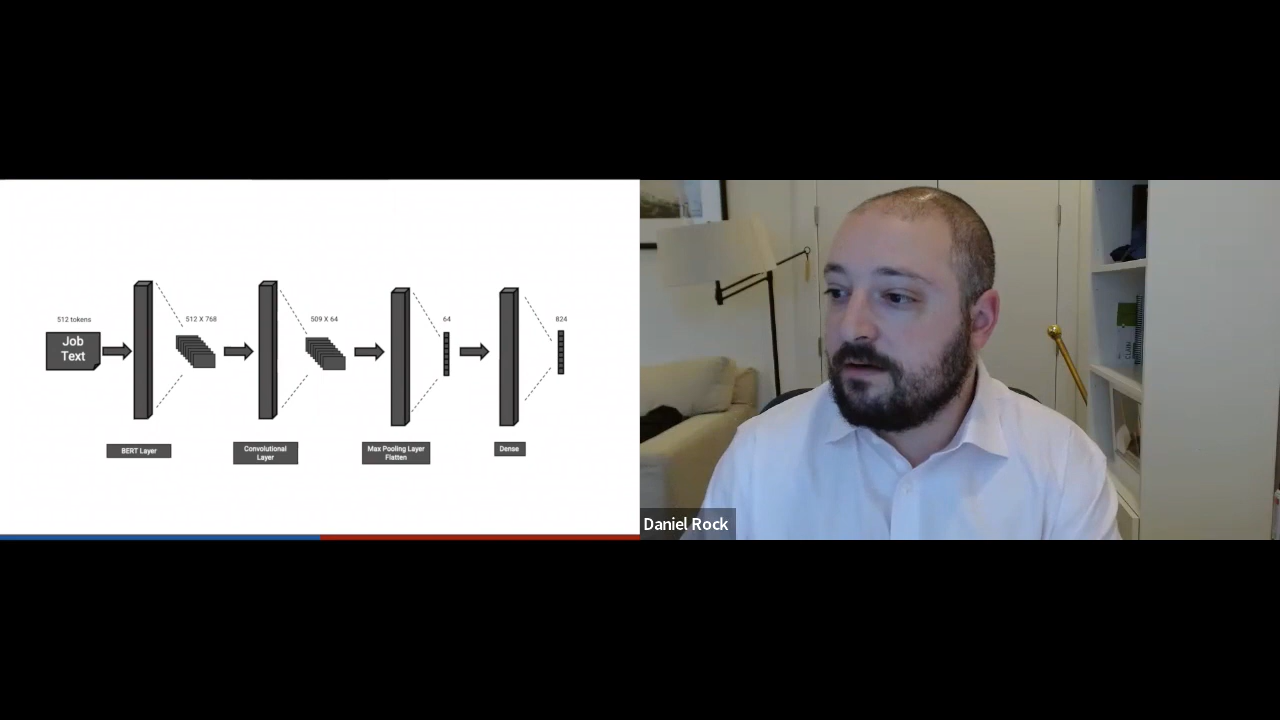 512 tokens
Job
Text
512 X 768
509 X 64
64
824
BERT Layer
Convolutional
Layer
Max Pooling Layer
Flatten
Dense
Daniel Rock